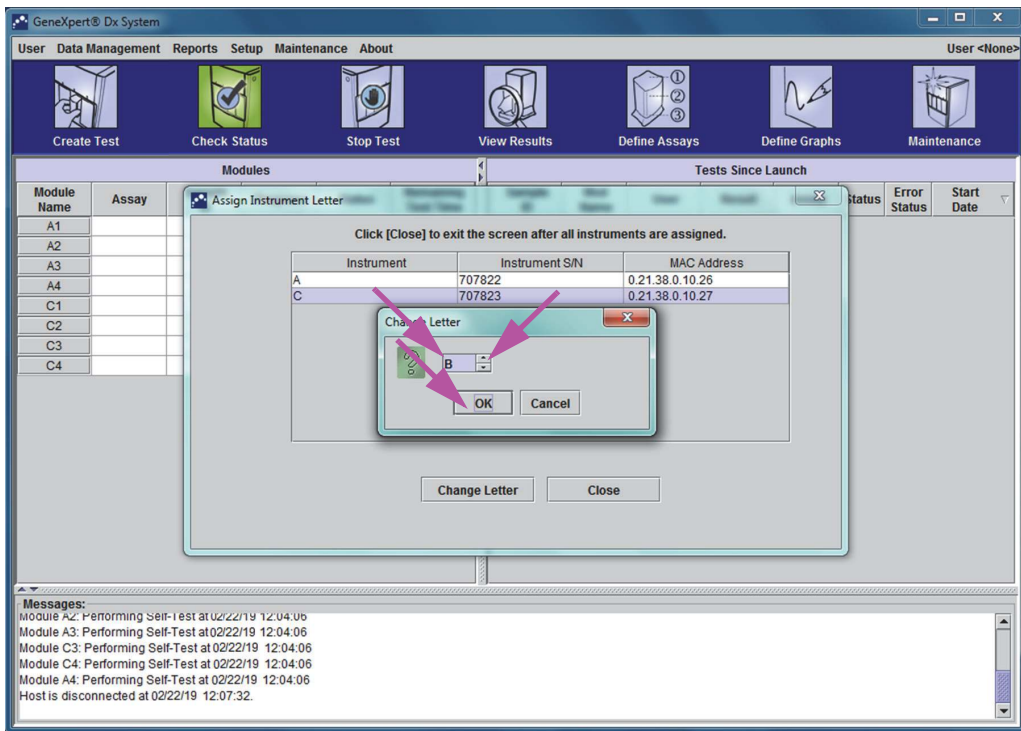 GeneXpert® Dx System
User Data Management Reports Setup Maintenance About User <None>
Create Test Check Status Stop Test View Results Define Assays Define Graphs Maintenance
① ② ③
Modules Tests Since Launch
Module Name Assay Status Error Status Start Date
A1
A2
A3
A4
C1
C2
C3
C4
Assign Instrument Letter
Click [Close] to exit the screen after all instruments are assigned.
Instrument Instrument S/N MAC Address
A 707822 0.21.38.0.10.26
C 707823 0.21.38.0.10.27
Change Letter
B
OK Cancel
Change Letter Close
Messages:
Module A2: Performing Self-Test at 02/22/19 12:04:06
Module A3: Performing Self-Test at 02/22/19 12:04:06
Module C3: Performing Self-Test at 02/22/19 12:04:06
Module C4: Performing Self-Test at 02/22/19 12:04:06
Module A4: Performing Self-Test at 02/22/19 12:04:06
Host is disconnected at 02/22/19 12:07:32.